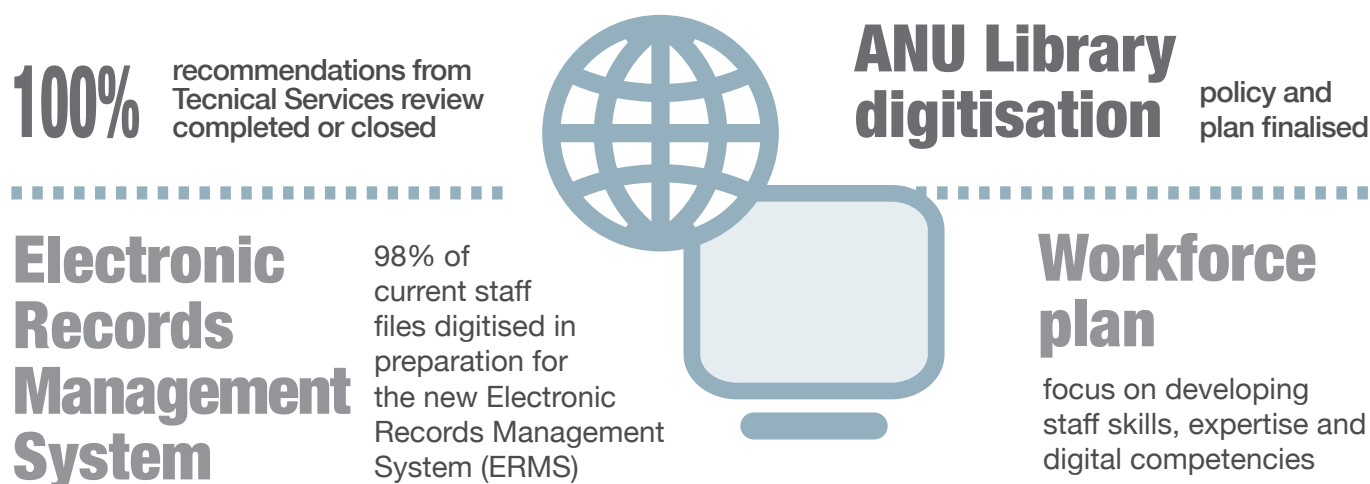 100%
recommendations from
Tecnical Services review
completed or closed
ANU Library
digitisation
policy and
plan finalised
Electronic
Records
Management
System
98% of
current staff
files digitised in
preparation for
the new Electronic
Records Management
System (ERMS)
Workforce
plan
focus on developing
staff skills, expertise and
digital competencies